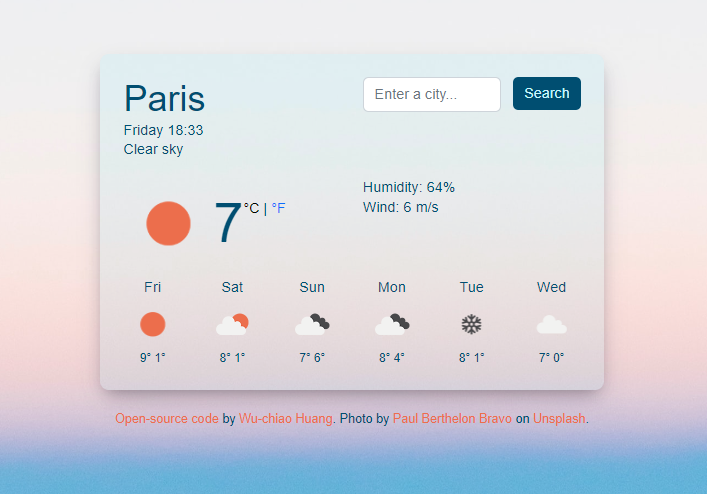 Paris
Enter a city...
Search
Friday 18:33
Clear sky
Humidity: 64%
Wind: 6 m/s
7°C | °F
Fri Sat Sun Mon Tue Wed
9° 1° 8° 1° 7° 6° 8° 4° 8° 1° 7° 0°
Open-source code by Wu-chiao Huang. Photo by Paul Berthelon Bravo on Unsplash.